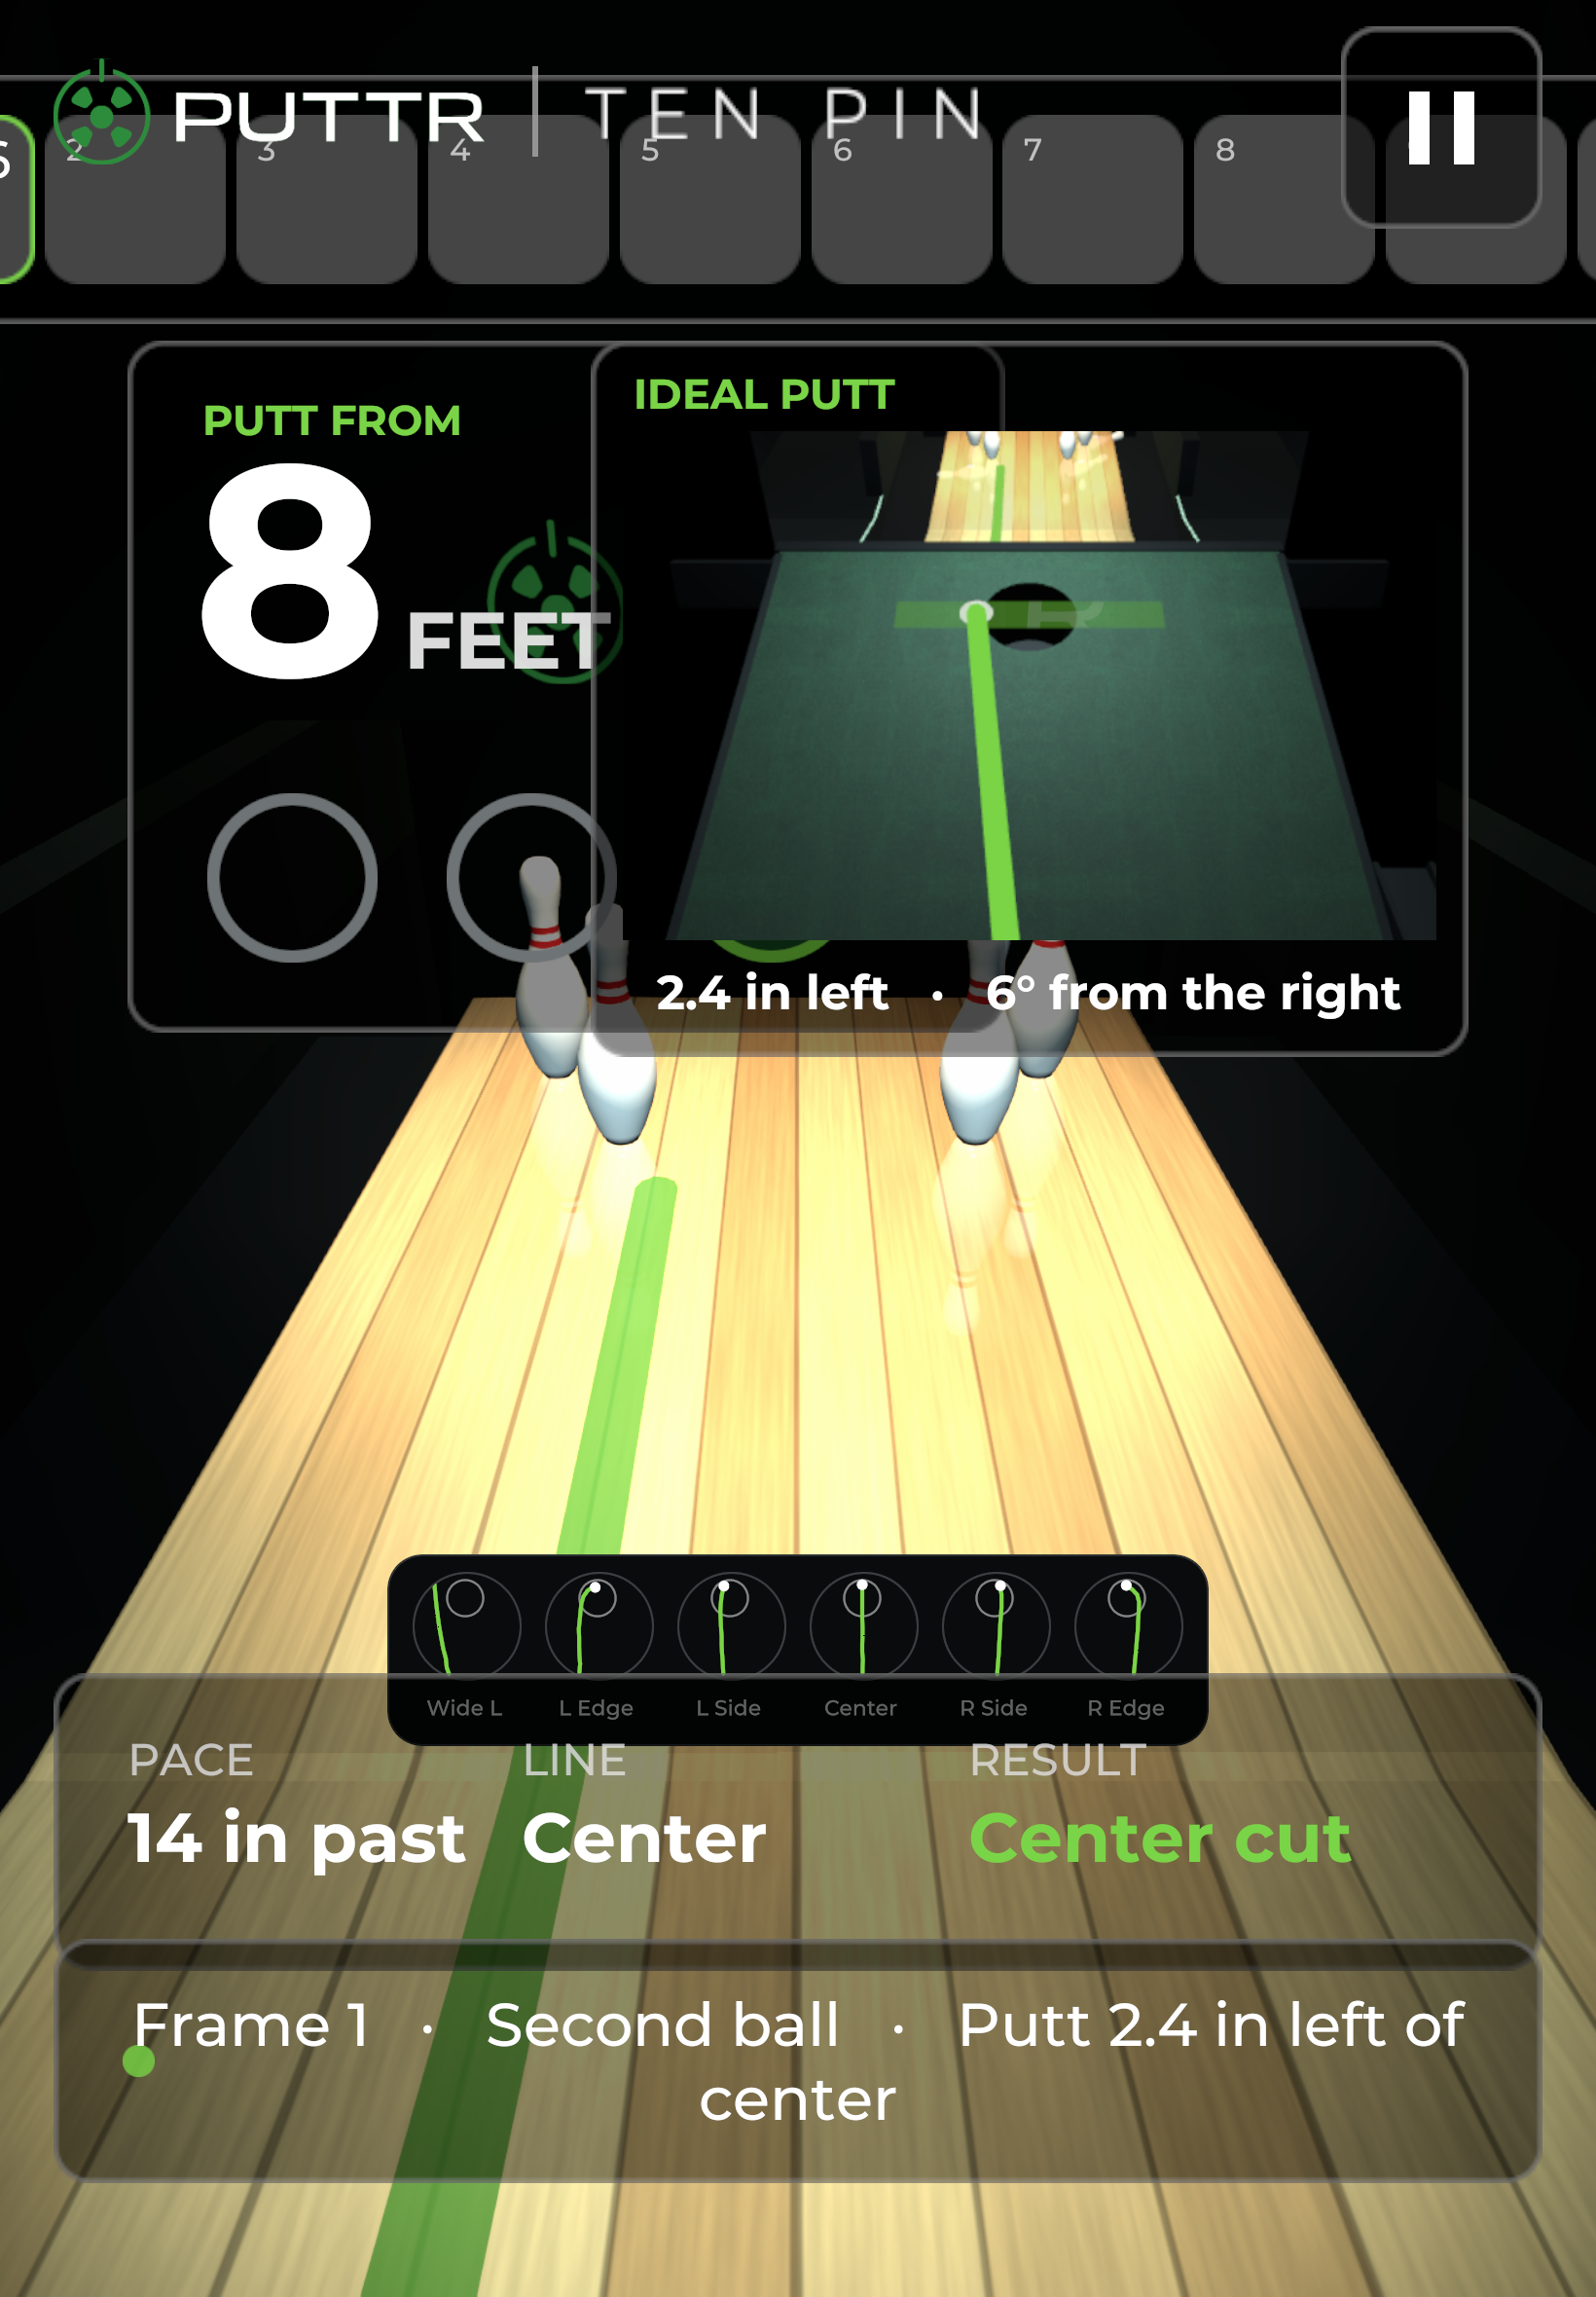 PUTTR | TEN PIN
2 3 4 5 6 7 8
PUTT FROM
8 FEET
IDEAL PUTT
2.4 in left · 6° from the right
Wide L L Edge L Side Center R Side R Edge
PACE LINE RESULT
14 in past Center Center cut
Frame 1 · Second ball · Putt 2.4 in left of
center